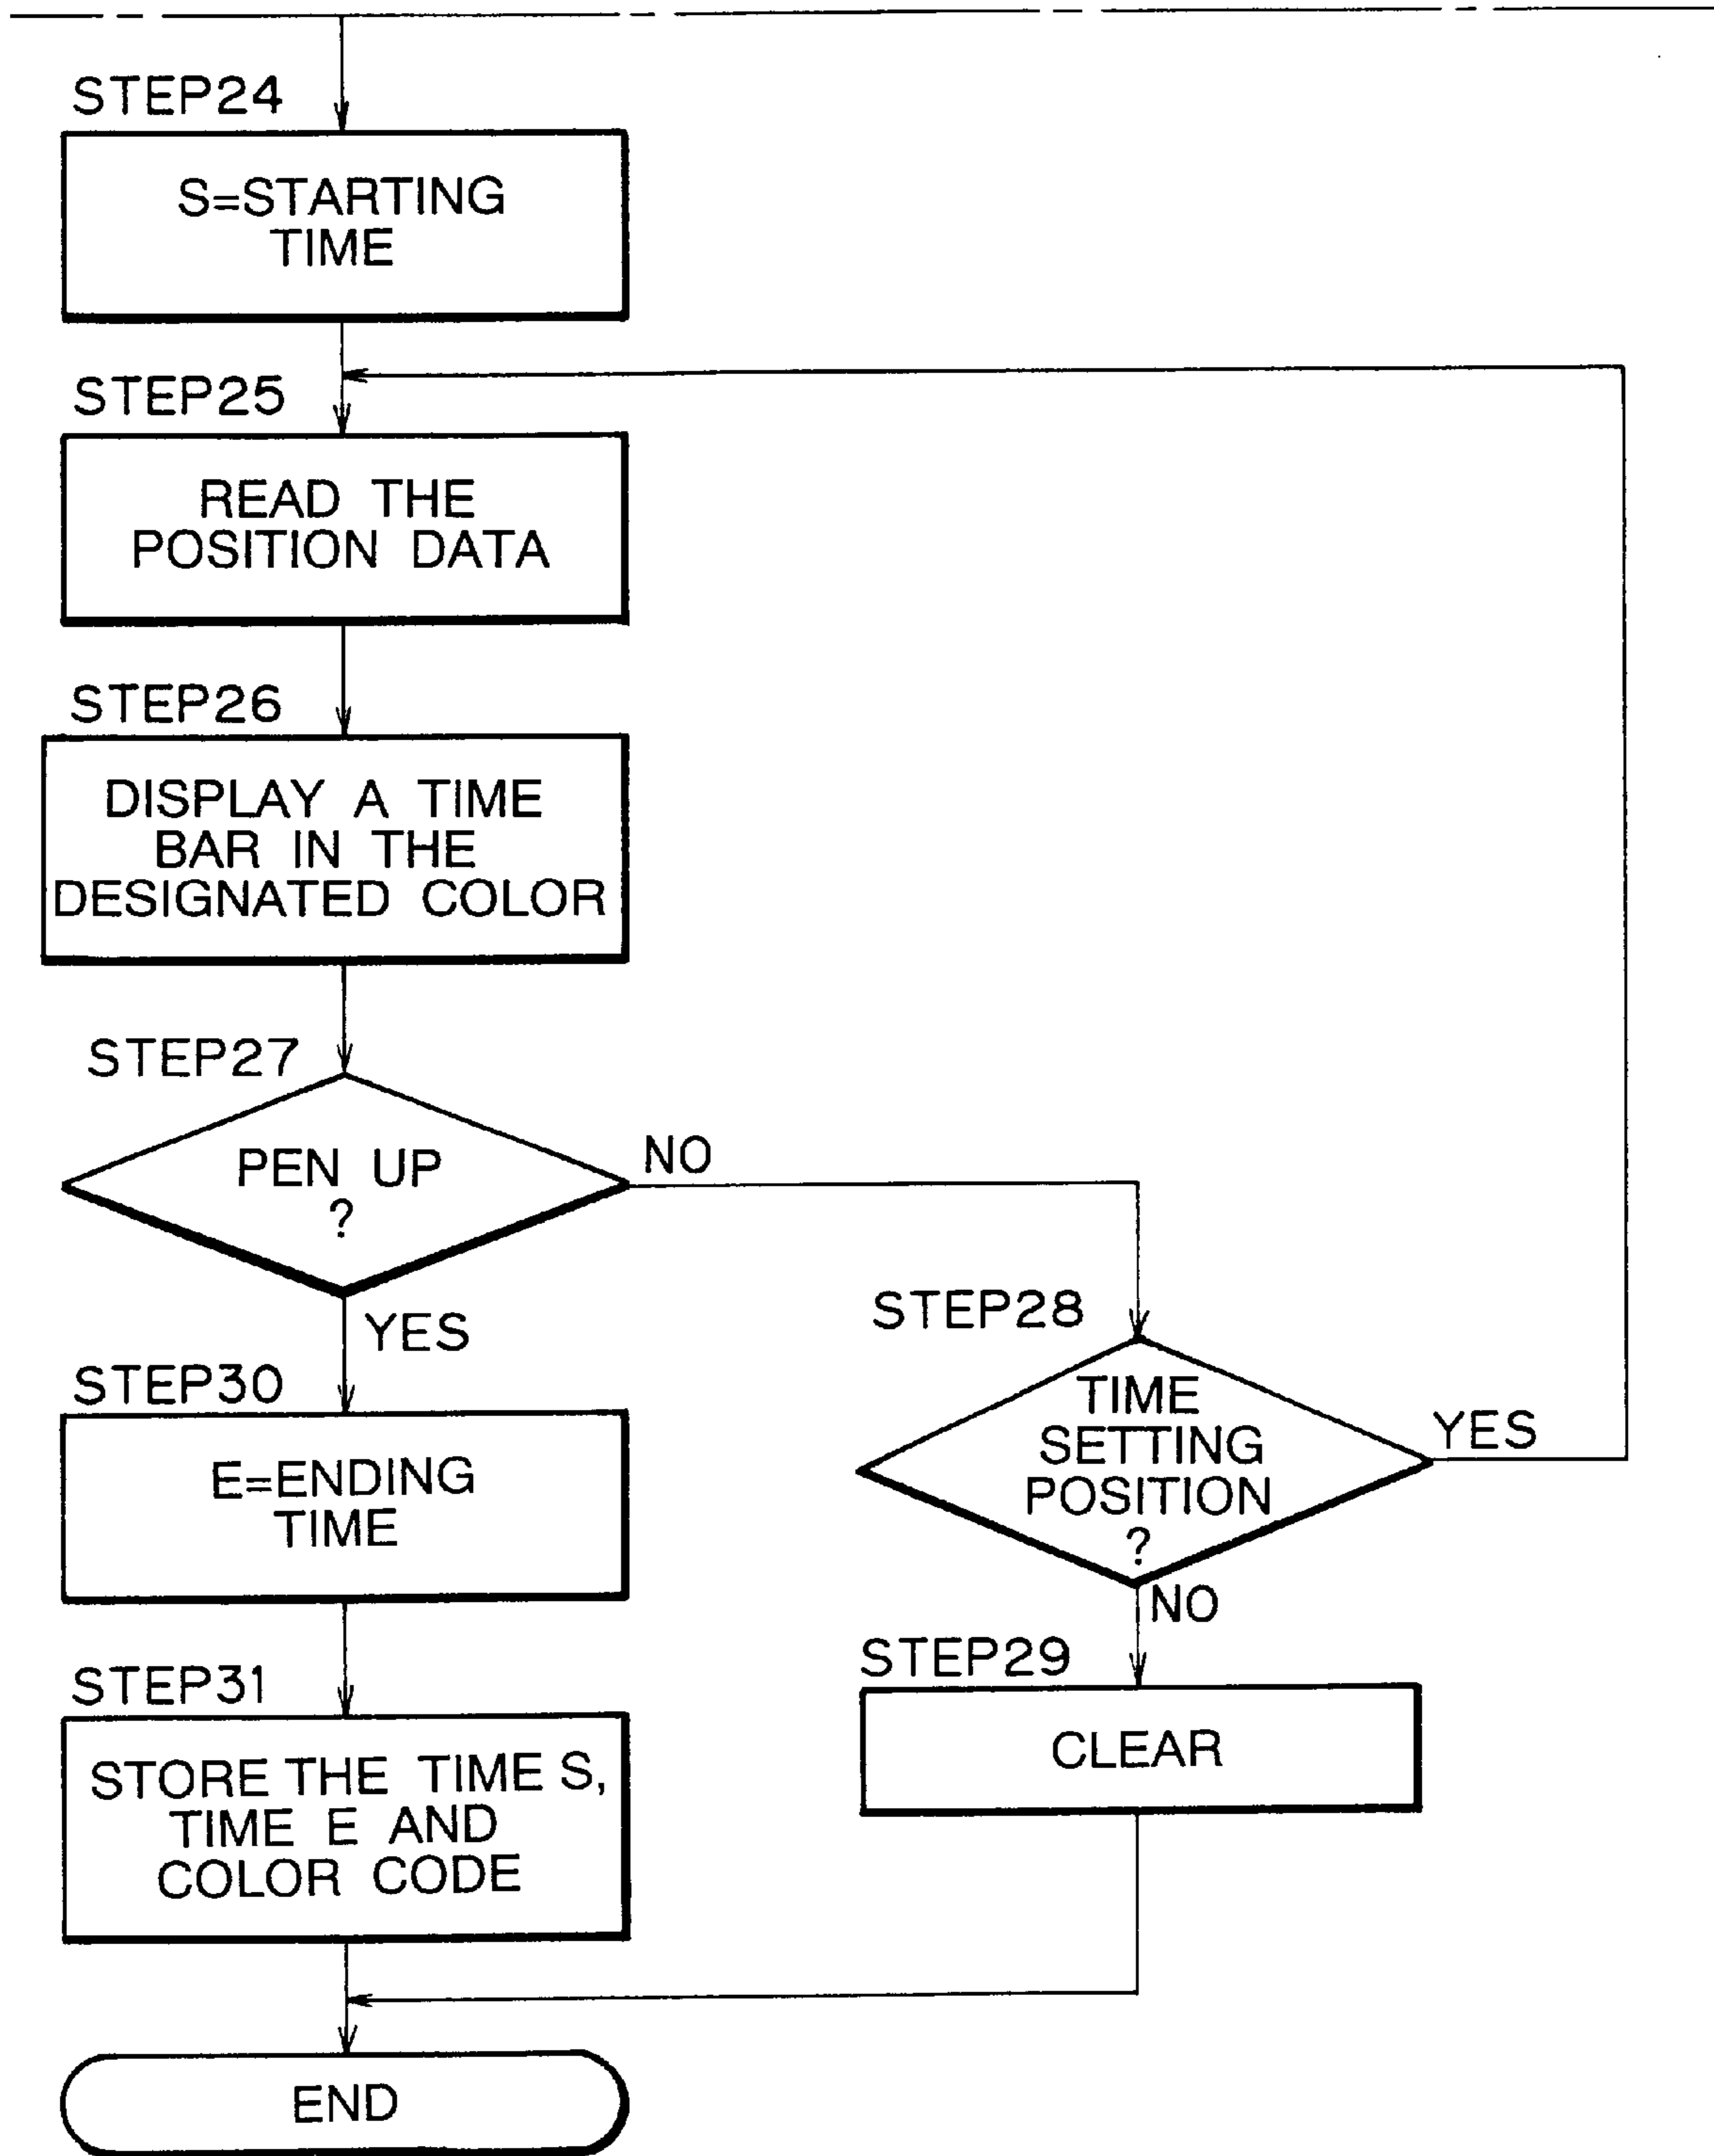 STEP24
S=STARTING
TIME
STEP25
READ THE
POSITION DATA
STEP26
DISPLAY A TIME
BAR IN THE
DESIGNATED COLOR
STEP27
PEN UP
?
NO
YES
STEP28
TIME
SETTING
POSITION
?
YES
NO
STEP29
CLEAR
STEP30
E=ENDING
TIME
STEP31
STORE THE TIME S,
TIME E AND
COLOR CODE
END